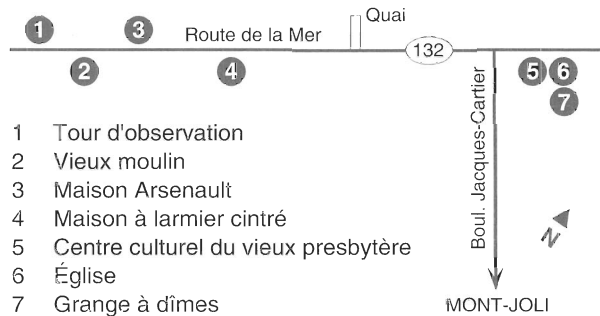 Quai
1 3 Route de la Mer 132
2 4 5 6
7
Boul. Jacques-Cartier
1 Tour d'observation
2 Vieux moulin
3 Maison Arsenault
4 Maison à larmier cintré
5 Centre culturel du vieux presbytère
6 Église
7 Grange à dîmes
N
MONT-JOLI